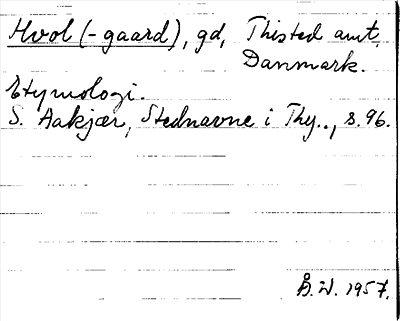 Hvol (-gaard), gd, Thisted amt,
Danmark.
Etymologi.
S. Aakjær, Stednavne i Thy.., s. 96.
B. W. 1957.